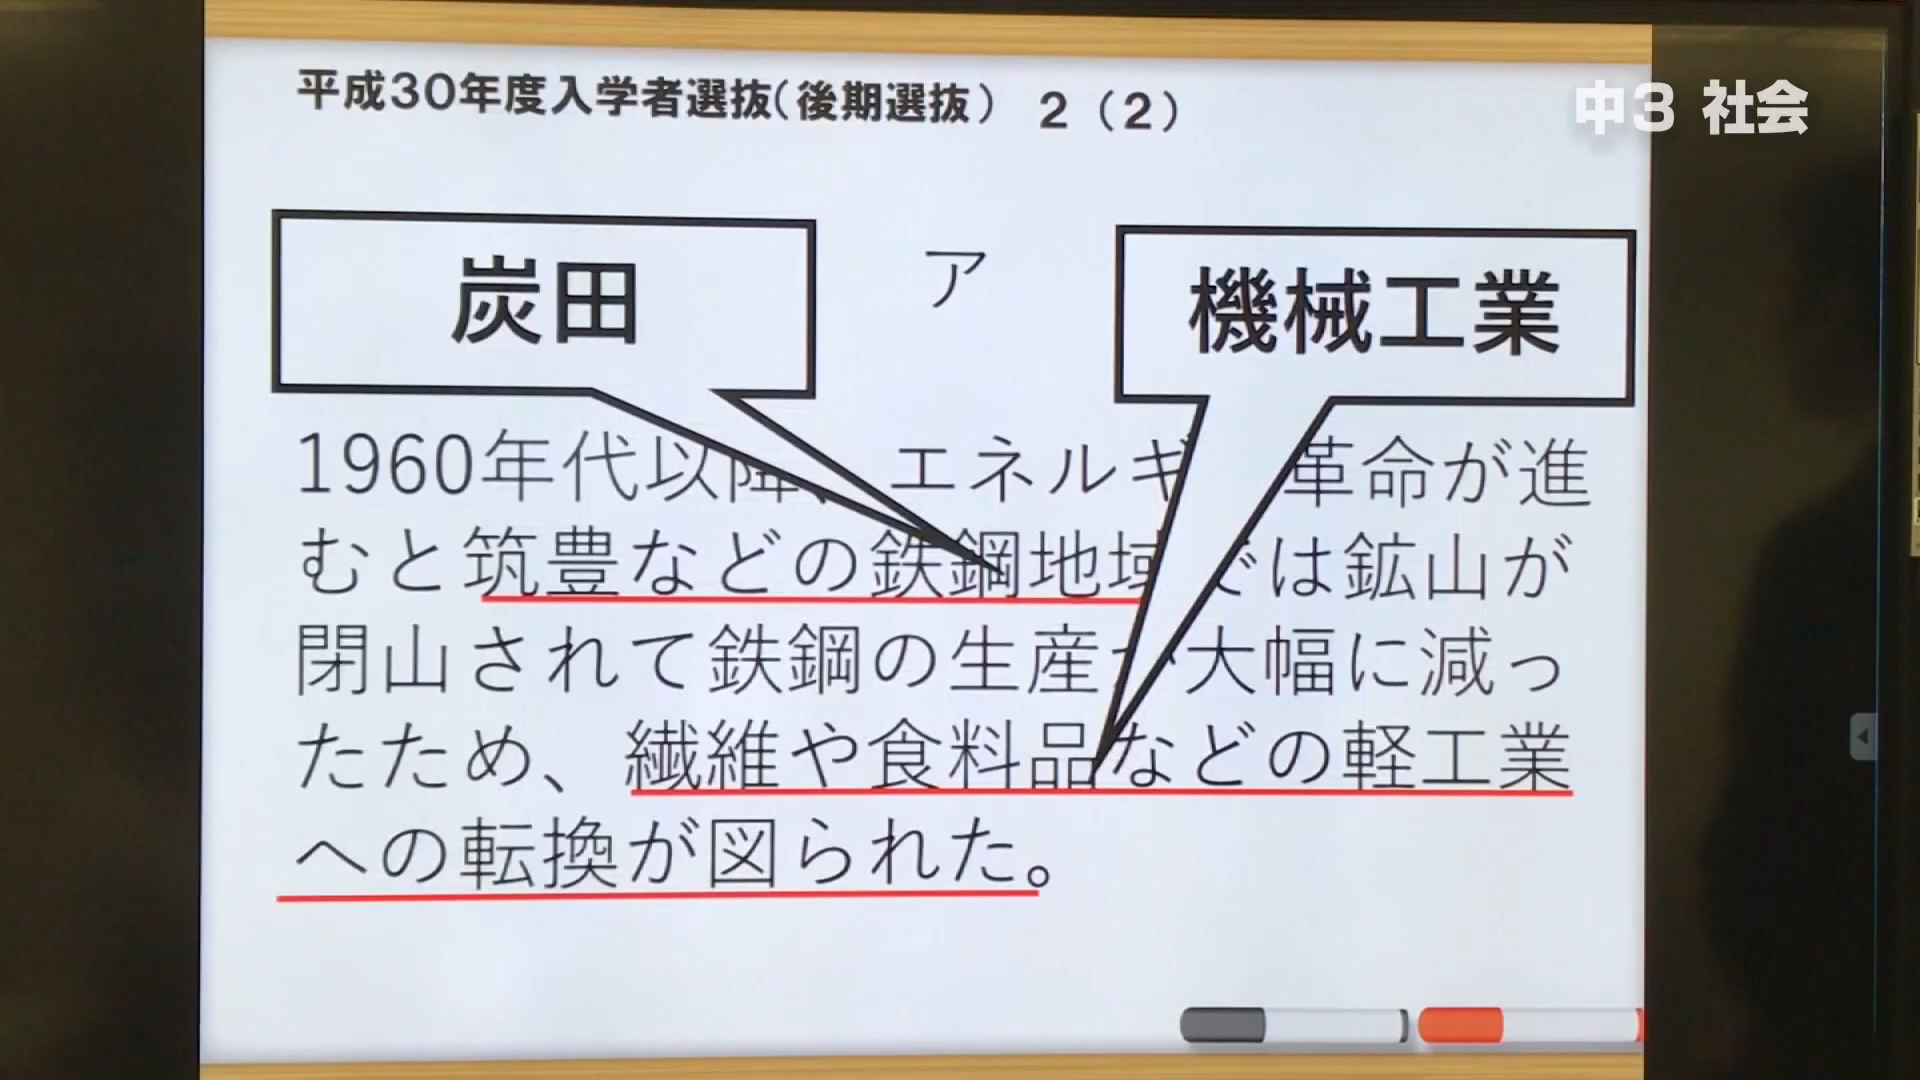 平成30年度入学者選抜(後期選抜) 2(2)
中3 社会
炭田
ア
機械工業
1960年代以降、エネルギ 革命が進
むと筑豊などの鉄鋼地域では鉱山が
閉山されて鉄鋼の生産が大幅に減っ
たため、繊維や食料品などの軽工業
への転換が図られた。